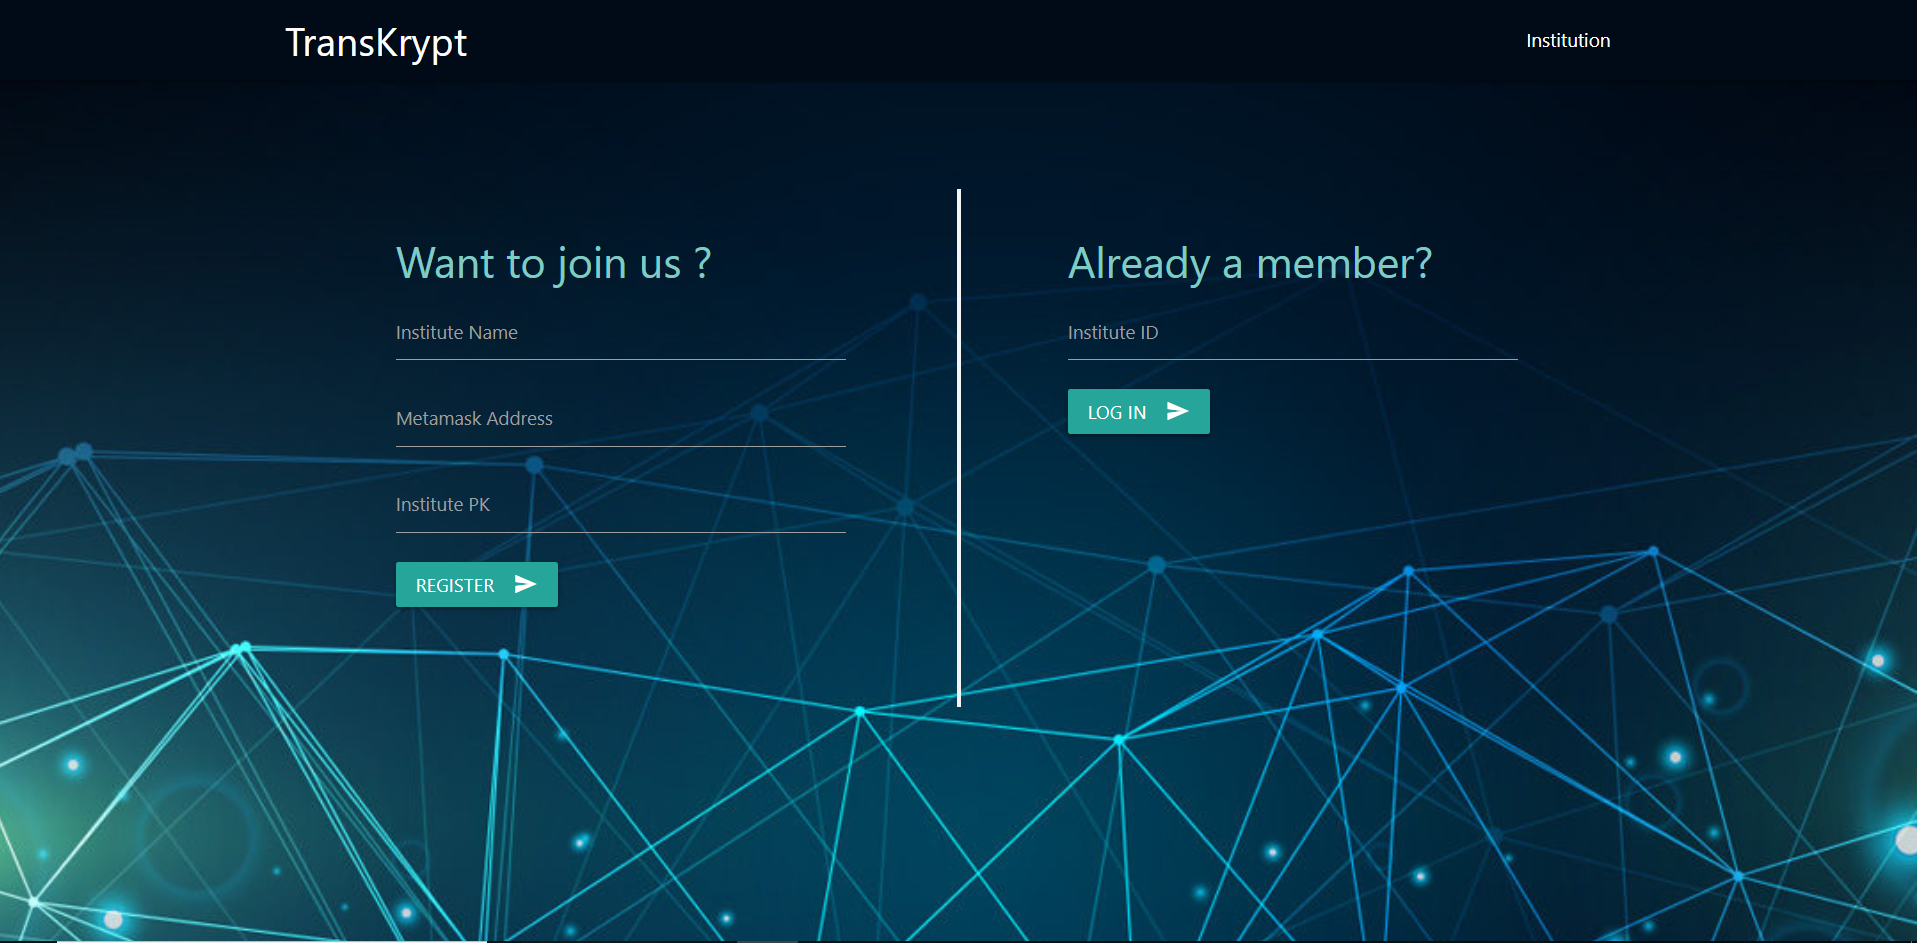 TransKrypt
Institution
Want to join us ?
Institute Name
Metamask Address
Institute PK
REGISTER
Already a member?
Institute ID
LOG IN